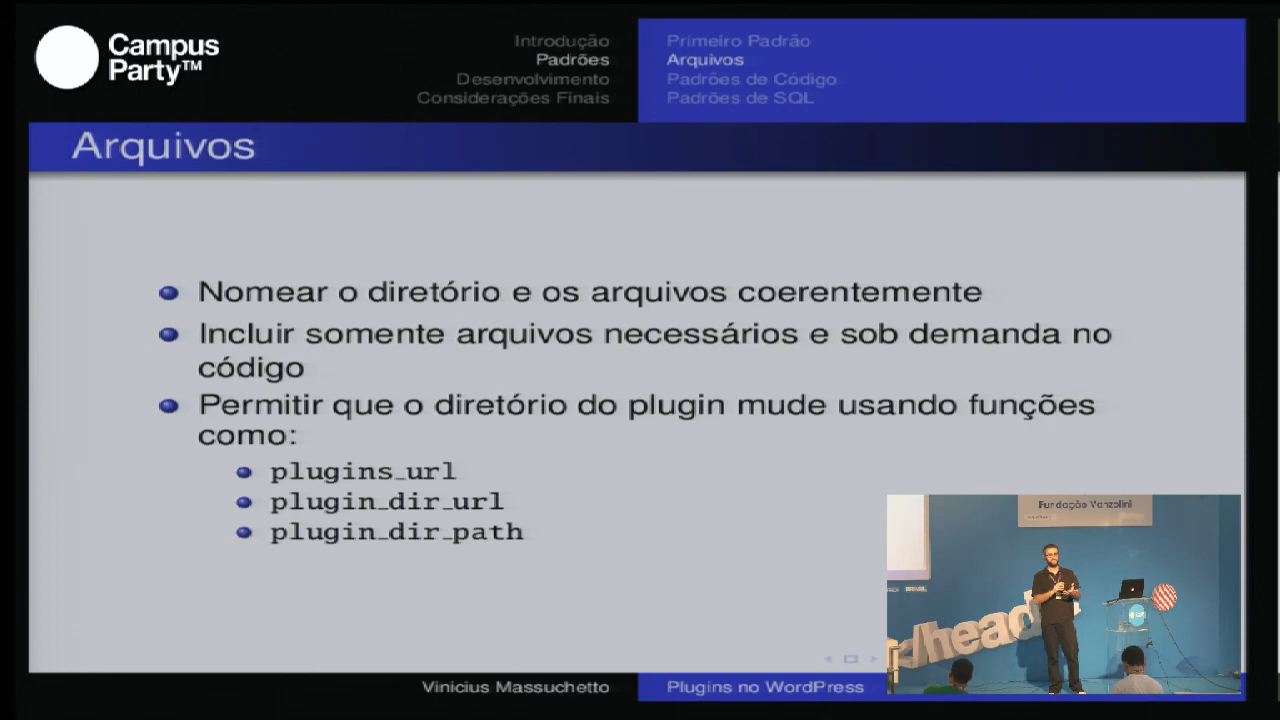 Campus
Party™
Introdução
Padrões
Desenvolvimento
Considerações Finais
Primeiro Padrão
Arquivos
Padrões de Código
Padrões de SQL
Arquivos
Nomear o diretório e os arquivos coerentemente
Incluir somente arquivos necessários e sob demanda no
código
Permitir que o diretório do plugin mude usando funções
como:
plugins_url
plugin_dir_url
plugin_dir_path
Fundação Vanzolini
/head
Vinicius Massuchetto
Plugins no WordPress